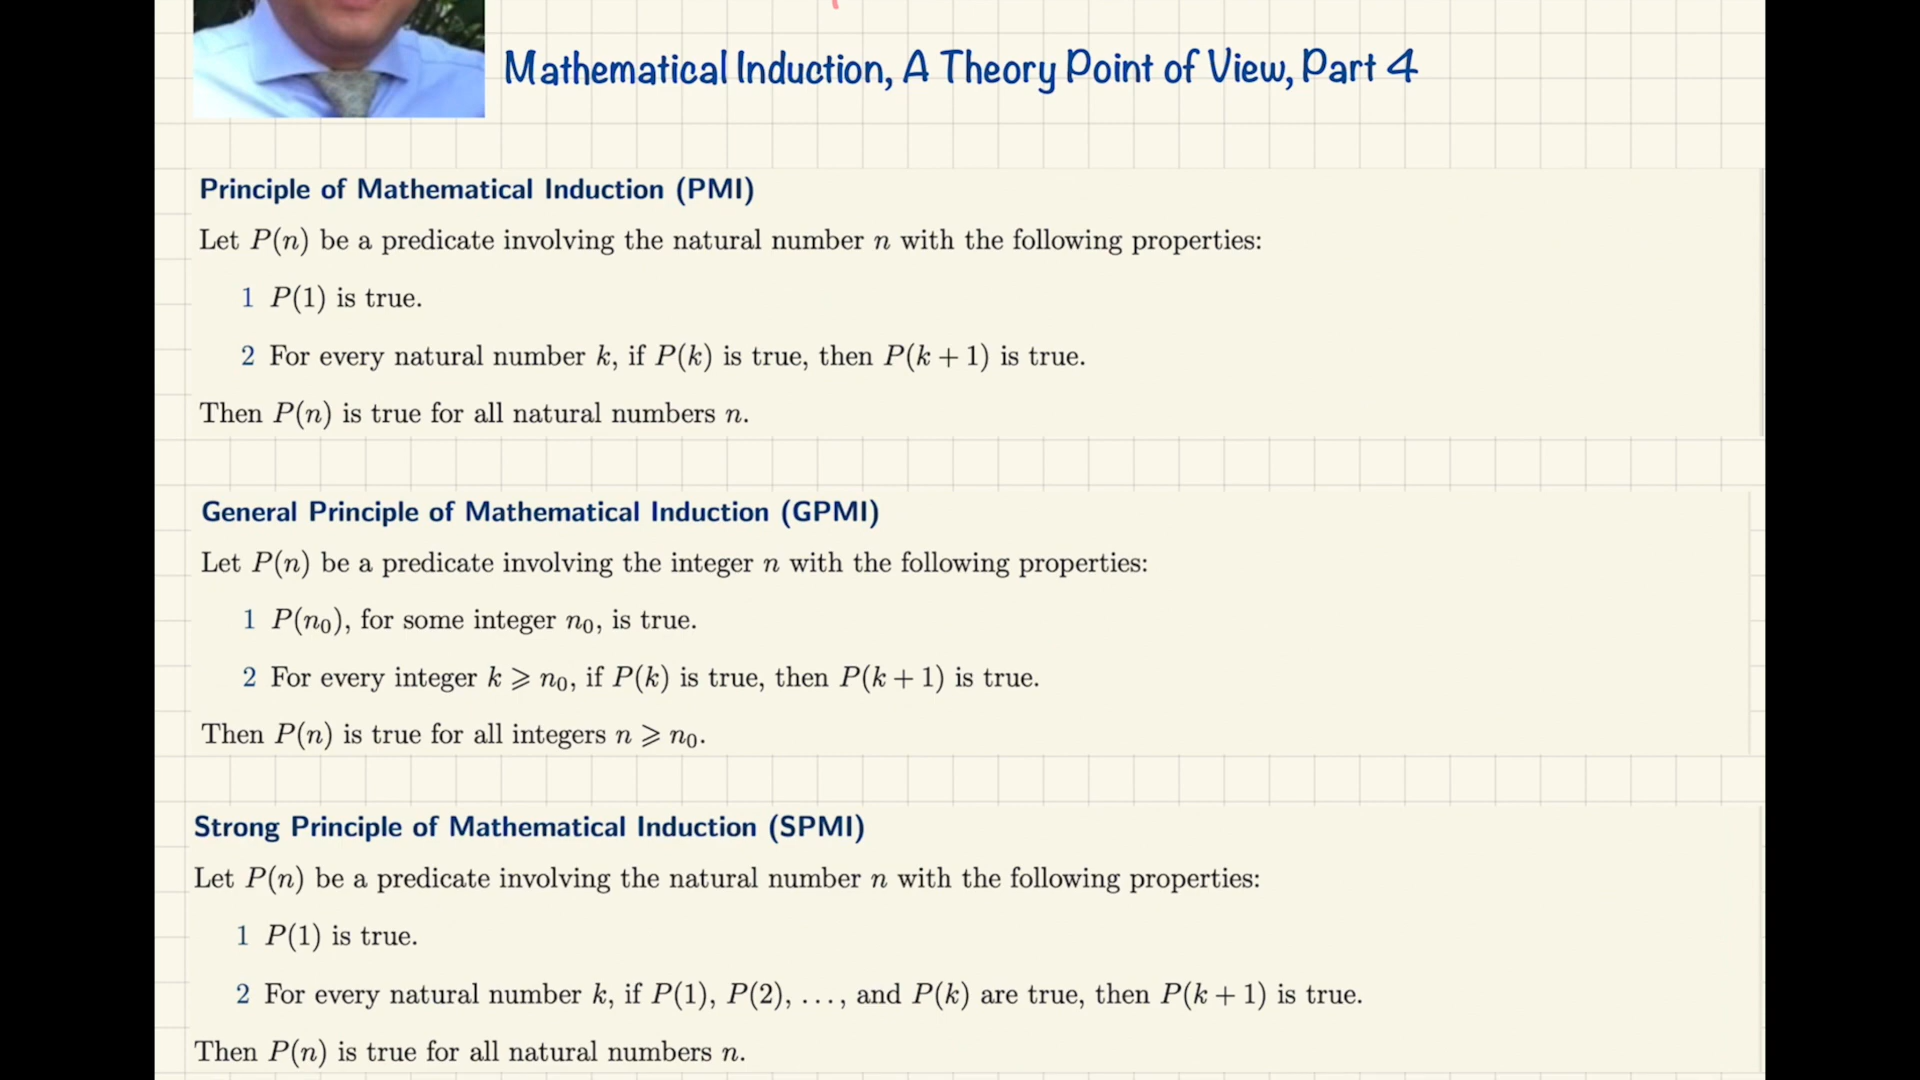 Mathematical Induction, A Theory Point of View, Part 4
Principle of Mathematical Induction (PMI)
Let P(n) be a predicate involving the natural number n with the following properties:
1 P(1) is true.
2 For every natural number k, if P(k) is true, then P(k + 1) is true.
Then P(n) is true for all natural numbers n.
General Principle of Mathematical Induction (GPMI)
Let P(n) be a predicate involving the integer n with the following properties:
1 P(n₀), for some integer n₀, is true.
2 For every integer k ⩾ n₀, if P(k) is true, then P(k + 1) is true.
Then P(n) is true for all integers n ⩾ n₀.
Strong Principle of Mathematical Induction (SPMI)
Let P(n) be a predicate involving the natural number n with the following properties:
1 P(1) is true.
2 For every natural number k, if P(1), P(2), ..., and P(k) are true, then P(k + 1) is true.
Then P(n) is true for all natural numbers n.